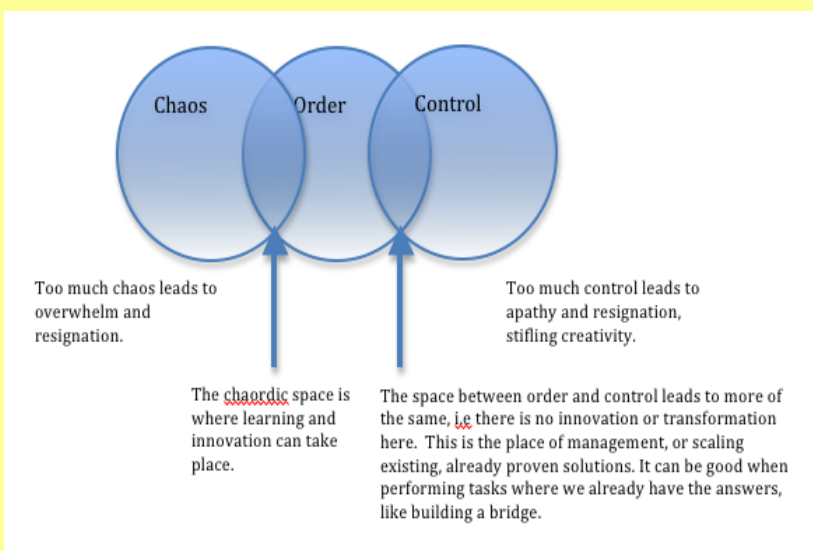 Chaos
Order
Control
Too much chaos leads to
overwhelm and
resignation.
Too much control leads to
apathy and resignation,
stifling creativity.
The chaordic space is
where learning and
innovation can take
place.
The space between order and control leads to more of
the same, i.e there is no innovation or transformation
here.  This is the place of management, or scaling
existing, already proven solutions. It can be good when
performing tasks where we already have the answers,
like building a bridge.